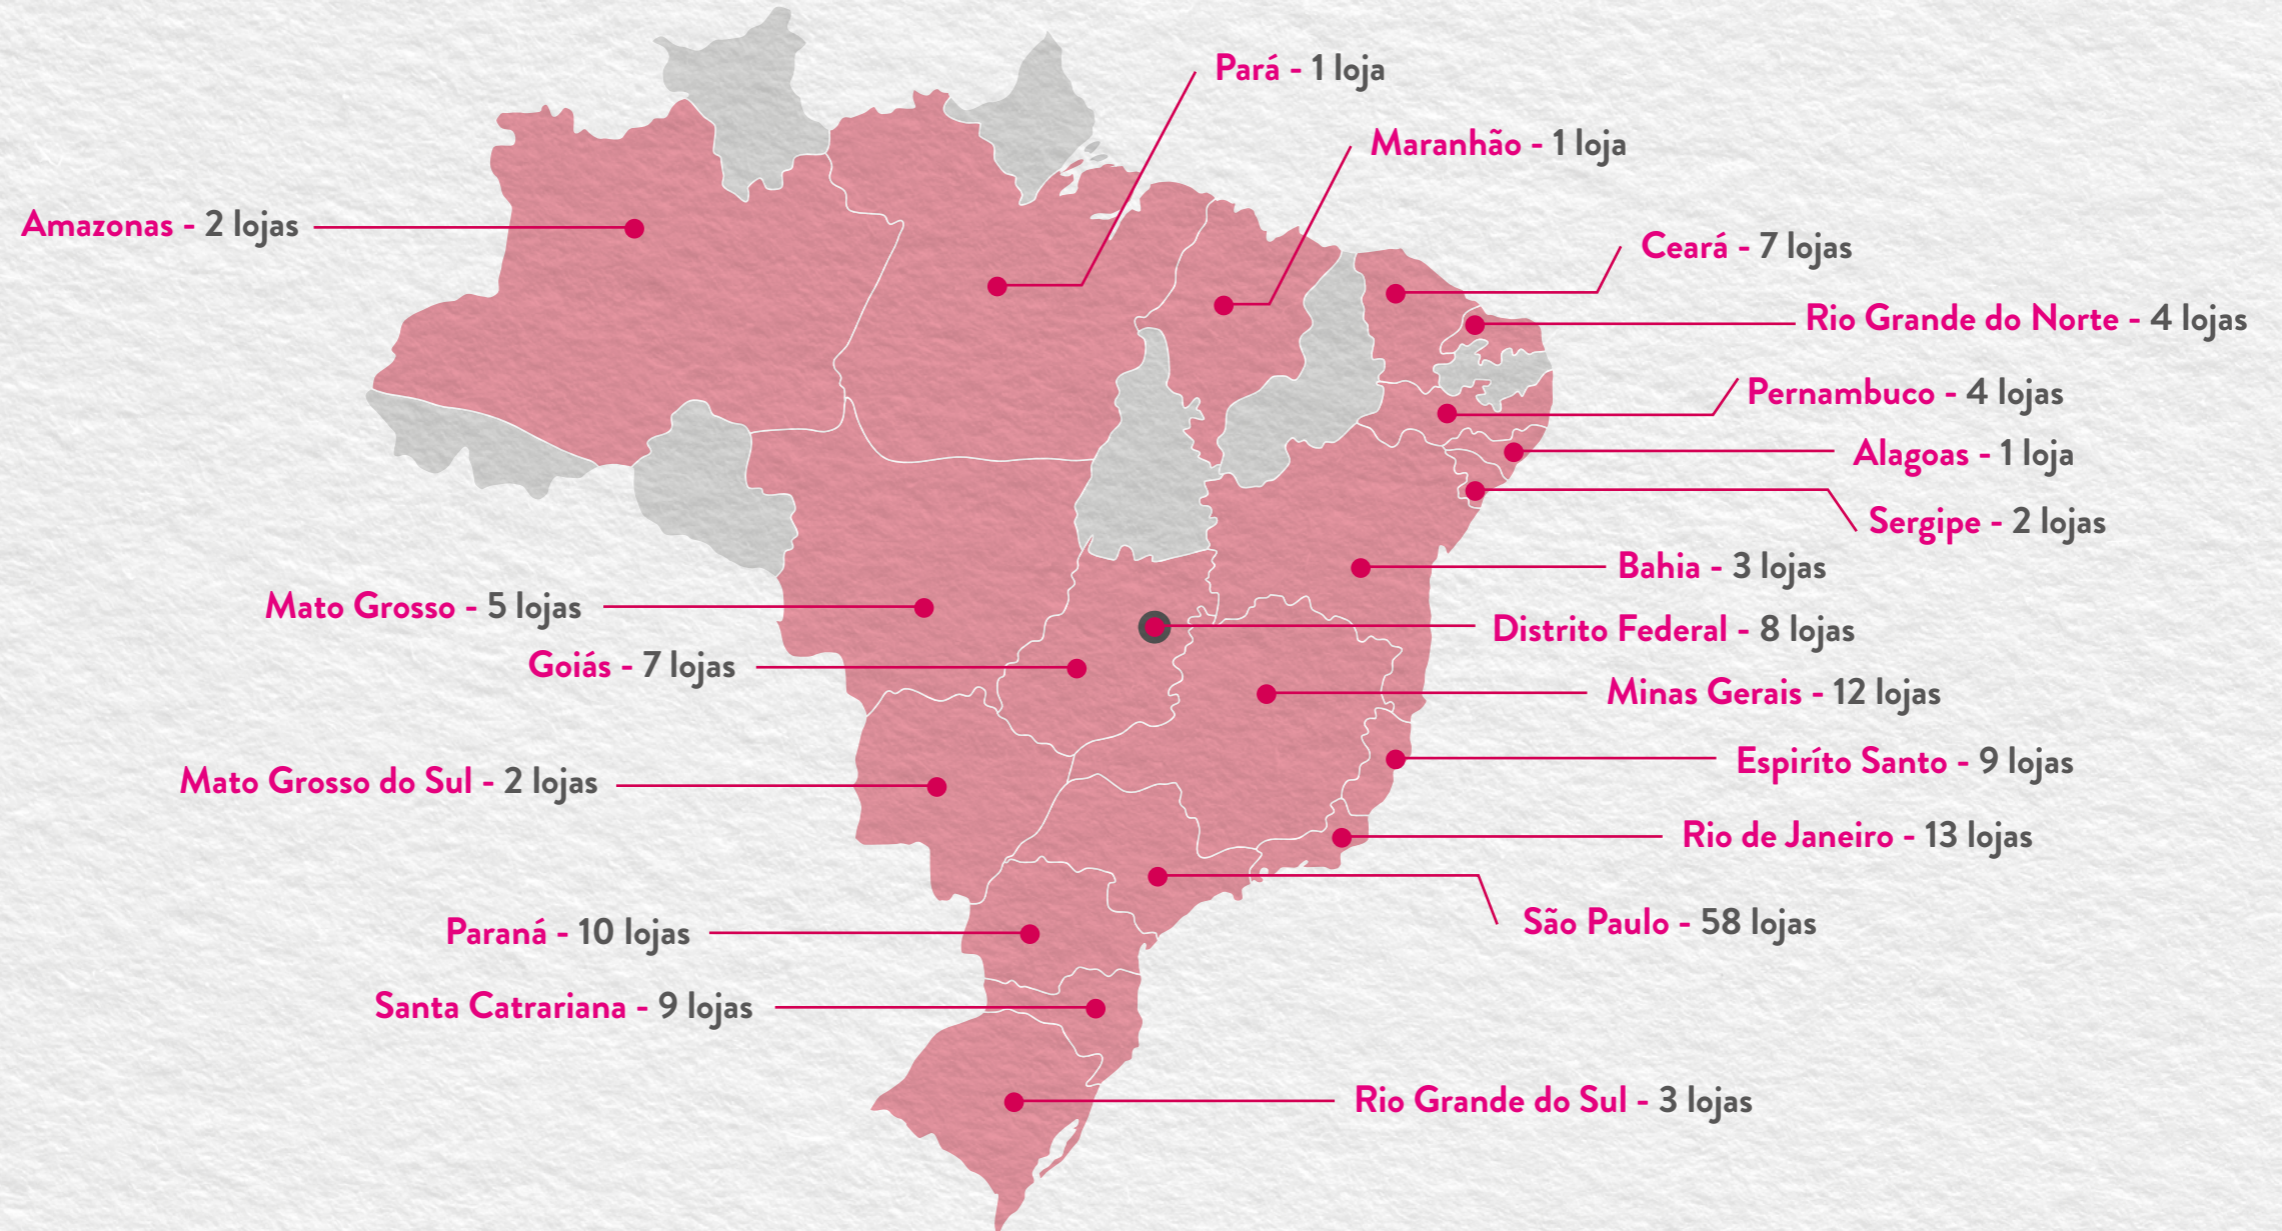 Pará - 1 loja
Maranhão - 1 loja
Amazonas - 2 lojas
Ceará - 7 lojas
Rio Grande do Norte - 4 lojas
Pernambuco - 4 lojas
Alagoas - 1 loja
Sergipe - 2 lojas
Bahia - 3 lojas
Mato Grosso - 5 lojas
Distrito Federal - 8 lojas
Goiás - 7 lojas
Minas Gerais - 12 lojas
Espiríto Santo - 9 lojas
Mato Grosso do Sul - 2 lojas
Rio de Janeiro - 13 lojas
São Paulo - 58 lojas
Paraná - 10 lojas
Santa Catrariana - 9 lojas
Rio Grande do Sul - 3 lojas